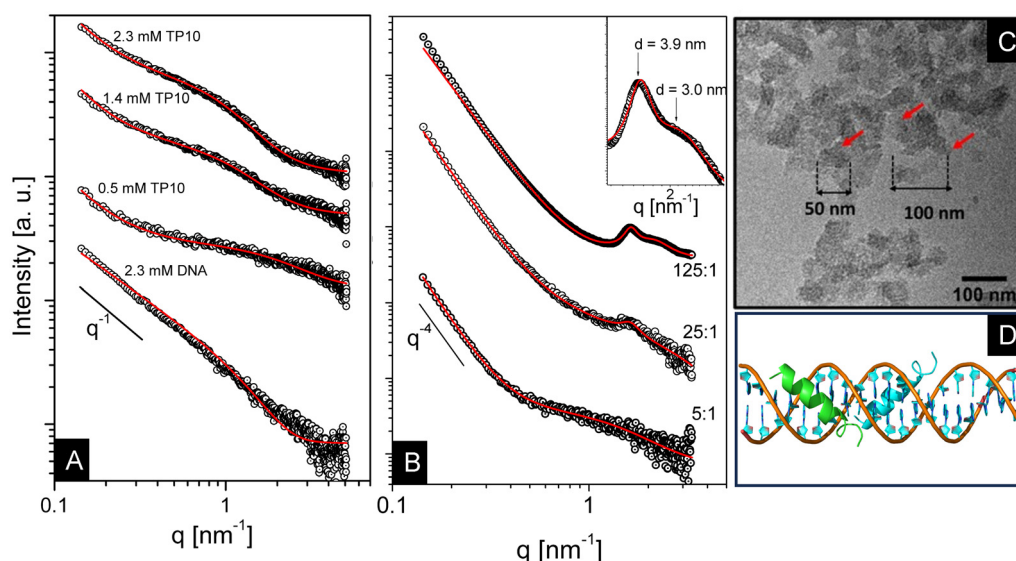 Intensity [a. u.]
2.3 mM TP10
1.4 mM TP10
0.5 mM TP10
2.3 mM DNA
q⁻¹
A
0.1
1
q [nm⁻¹]
d = 3.9 nm
d = 3.0 nm
2
q [nm⁻¹]
125:1
25:1
q⁻⁴
5:1
B
0.1
1
q [nm⁻¹]
C
50 nm
100 nm
100 nm
D